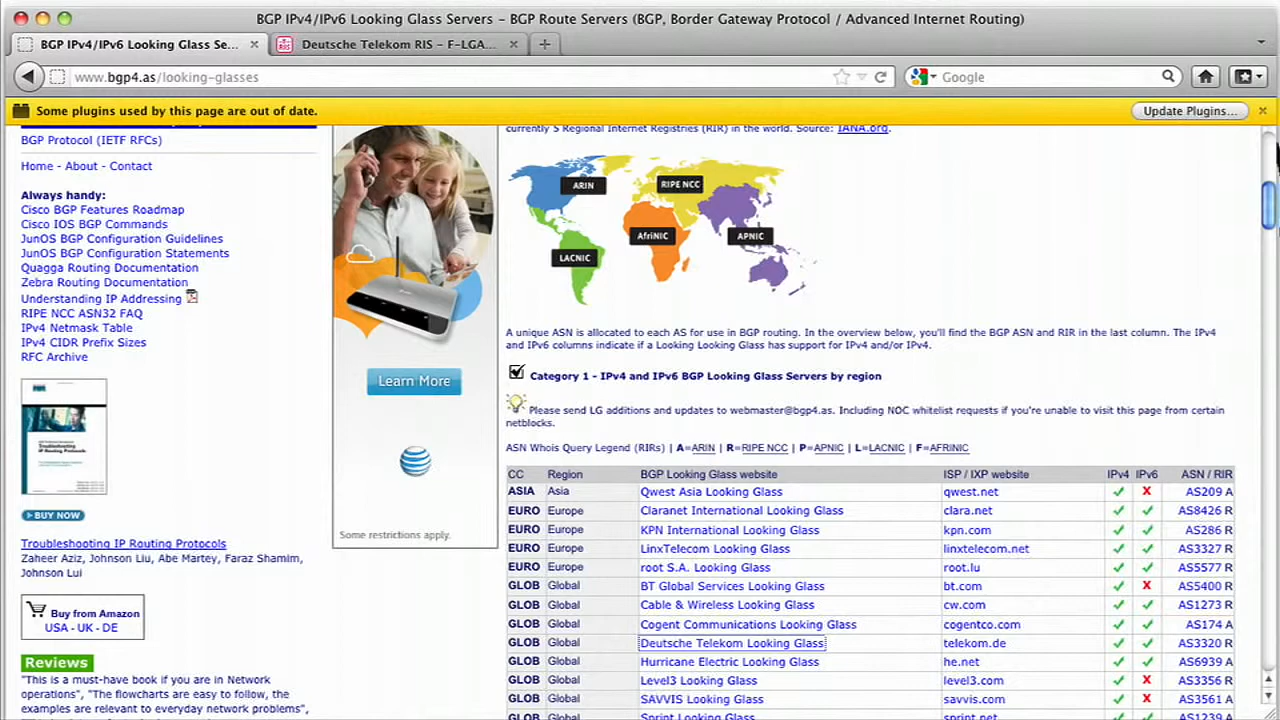 BGP IPv4/IPv6 Looking Glass Servers – BGP Route Servers (BGP, Border Gateway Protocol / Advanced Internet Routing)
BGP IPv4/IPv6 Looking Glass Se...
Deutsche Telekom RIS – F-LGA...
www.bgp4.as/looking-glasses
Google
Some plugins used by this page are out of date.
Update Plugins...
BGP Protocol (IETF RFCs)
Home - About - Contact
Always handy:
Cisco BGP Features Roadmap
Cisco IOS BGP Commands
JunOS BGP Configuration Guidelines
JunOS BGP Configuration Statements
Quagga Routing Documentation
Zebra Routing Documentation
Understanding IP Addressing
RIPE NCC ASN32 FAQ
IPv4 Netmask Table
IPv4 CIDR Prefix Sizes
RFC Archive
Troubleshooting
IP Routing Protocols
BUY NOW
Troubleshooting IP Routing Protocols
Zaheer Aziz, Johnson Liu, Abe Martey, Faraz Shamim,
Johnson Lui
Buy from Amazon
USA - UK - DE
Reviews
"This is a must-have book if you are in Network
operations", "The flowcharts are easy to follow, the
examples are relevant to everyday network problems",
Learn More
at&t
Some restrictions apply.
currently 5 Regional Internet Registries (RIR) in the world. Source: IANA.org.
ARIN
RIPE NCC
AfriNIC
APNIC
LACNIC
A unique ASN is allocated to each AS for use in BGP routing. In the overview below, you'll find the BGP ASN and RIR in the last column. The IPv4
and IPv6 columns indicate if a Looking Looking Glass has support for IPv4 and/or IPv4.
Category 1 - IPv4 and IPv6 BGP Looking Glass Servers by region
Please send LG additions and updates to webmaster@bgp4.as. Including NOC whitelist requests if you're unable to visit this page from certain
netblocks.
ASN Whois Query Legend (RIRs) | A=ARIN | R=RIPE NCC | P=APNIC | L=LACNIC | F=AFRINIC
CC Region BGP Looking Glass website ISP / IXP website IPv4 IPv6 ASN / RIR
ASIA Asia Qwest Asia Looking Glass qwest.net ✓ X AS209 A
EURO Europe Claranet International Looking Glass clara.net ✓ ✓ AS8426 R
EURO Europe KPN International Looking Glass kpn.com ✓ ✓ AS286 R
EURO Europe LinxTelecom Looking Glass linxtelecom.net ✓ ✓ AS3327 R
EURO Europe root S.A. Looking Glass root.lu ✓ ✓ AS5577 R
GLOB Global BT Global Services Looking Glass bt.com ✓ X AS5400 R
GLOB Global Cable & Wireless Looking Glass cw.com ✓ ✓ AS1273 R
GLOB Global Cogent Communications Looking Glass cogentco.com ✓ ✓ AS174 A
GLOB Global Deutsche Telekom Looking Glass telekom.de ✓ ✓ AS3320 R
GLOB Global Hurricane Electric Looking Glass he.net ✓ ✓ AS6939 A
GLOB Global Level3 Looking Glass level3.com ✓ X AS3356 R
GLOB Global SAVVIS Looking Glass savvis.com ✓ X AS3561 A
GLOB Global Sprint Looking Glass sprint.net ✓ ✓ AS1239 A